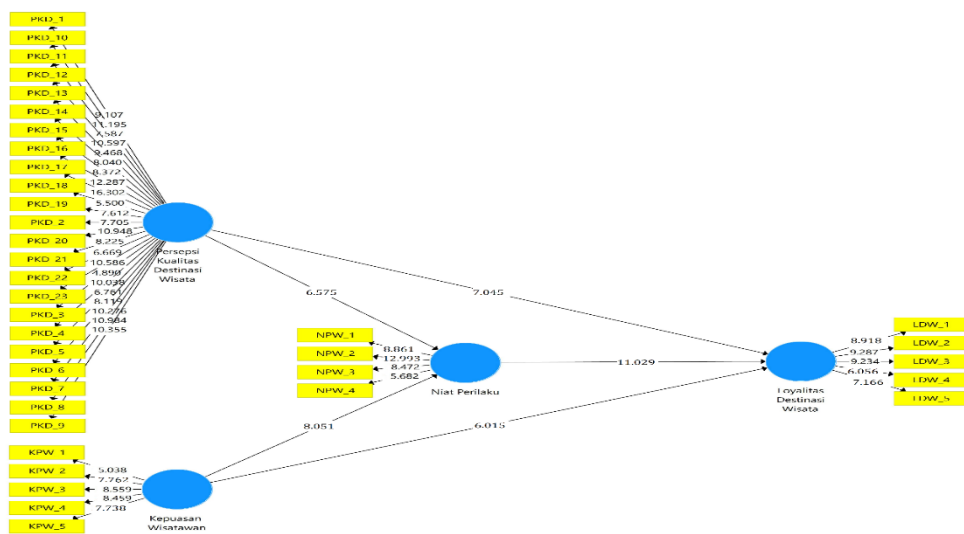 PKD_1
PKD_10
PKD_11
PKD_12
PKD_13
PKD_14
PKD_15
PKD_16
PKD_17
PKD_18
PKD_19
PKD_2
PKD_20
PKD_21
PKD_22
PKD_23
PKD_3
PKD_4
PKD_5
PKD_6
PKD_7
PKD_8
PKD_9
9.107
11.195
7.587
10.597
9.468
8.040
8.372
12.287
16.302
5.500
7.612
7.705
10.948
8.225
6.669
10.586
4.890
10.038
6.761
8.119
10.276
10.984
10.355
Persepsi
Kualitas
Destinasi
Wisata
6.575
7.045
NPW_1
NPW_2
NPW_3
NPW_4
8.861
12.993
8.472
5.682
Niat Perilaku
11.029
8.051
6.015
Loyalitas
Destinasi
Wisata
8.918
9.287
9.234
6.056
7.166
LDW_1
LDW_2
LDW_3
LDW_4
LDW_5
KPW_1
KPW_2
KPW_3
KPW_4
KPW_5
5.038
7.762
8.559
8.459
7.738
Kepuasan
Wisatawan